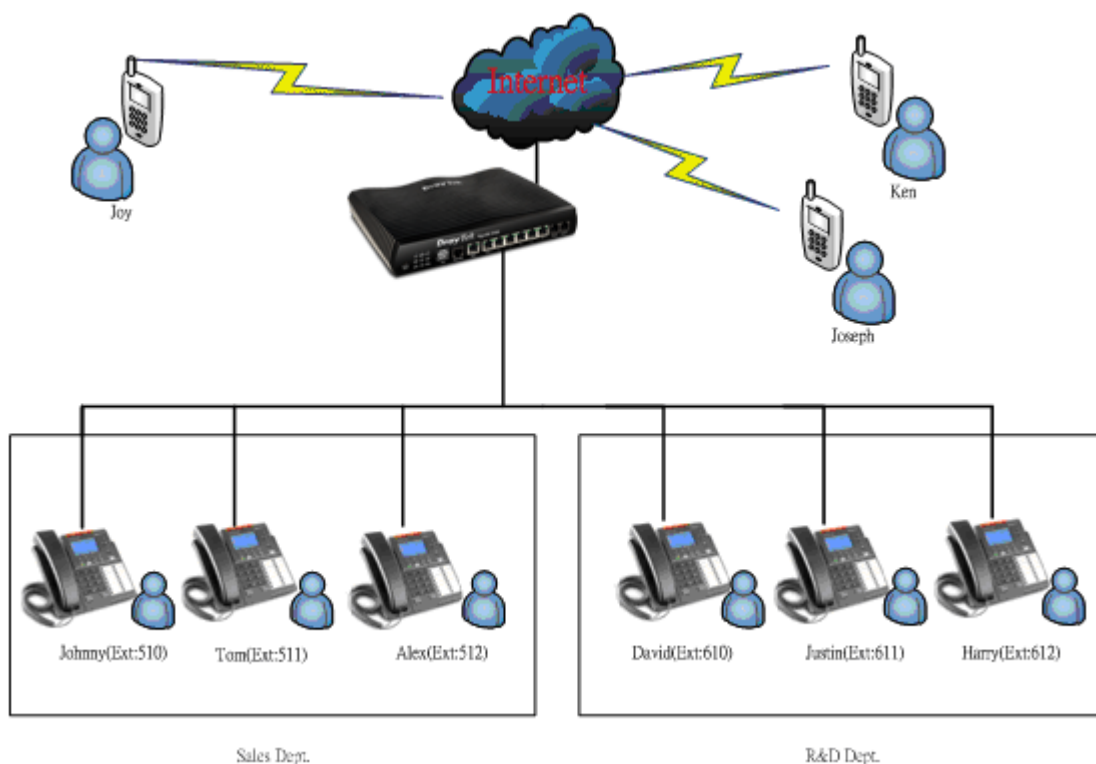 Internet
Joy
Ken
Joseph
Johnny(Ext:510)
Tom(Ext:511)
Alex(Ext:512)
David(Ext:610)
Justin(Ext:611)
Harry(Ext:612)
Sales Dept.
R&D Dept.